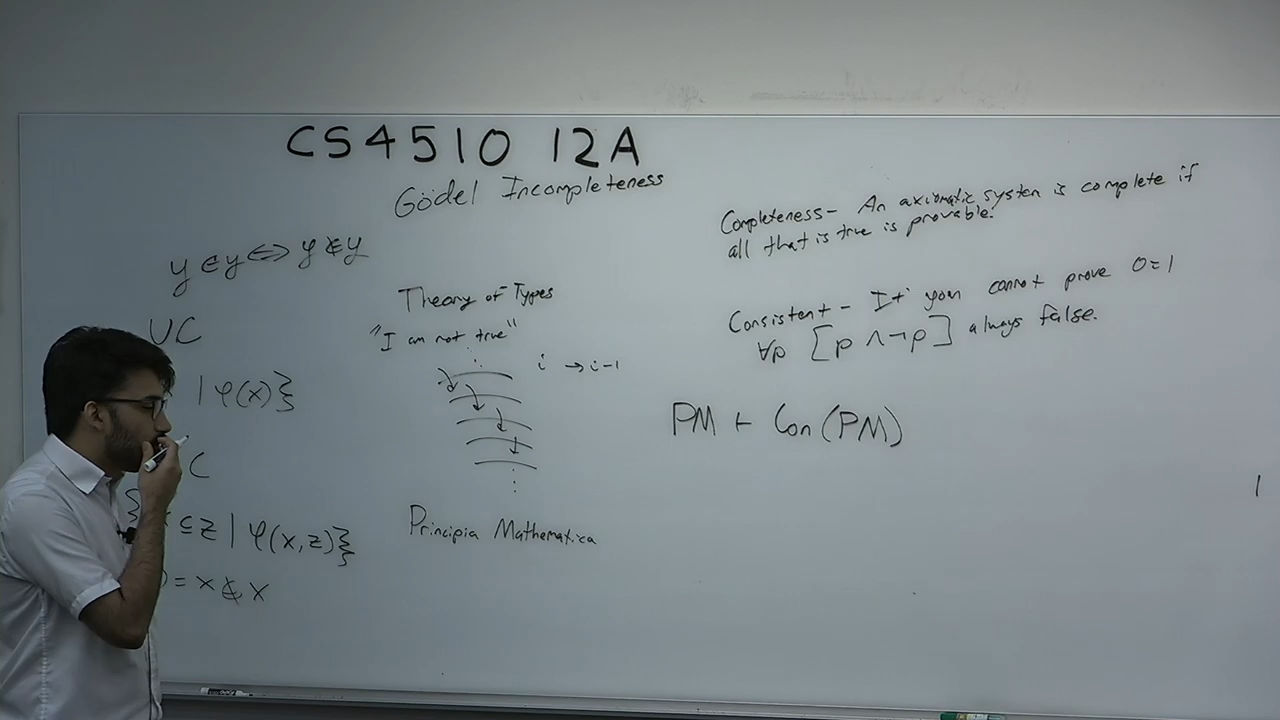 CS4510 12A
Gödel Incompleteness
y ∈ y ⟺ y ∉ y
UC
| φ(x)}
C
⊆ z | φ(x,z)}
= x ∉ x
Theory of Types
"I am not true"
i → i-1
Principia Mathematica
Completeness - An axiomatic system is complete if
all that is true is provable.
Consistent - If you cannot prove 0=1
∀p [p ∧ ¬p] always false.
PM ⊢ Con(PM)